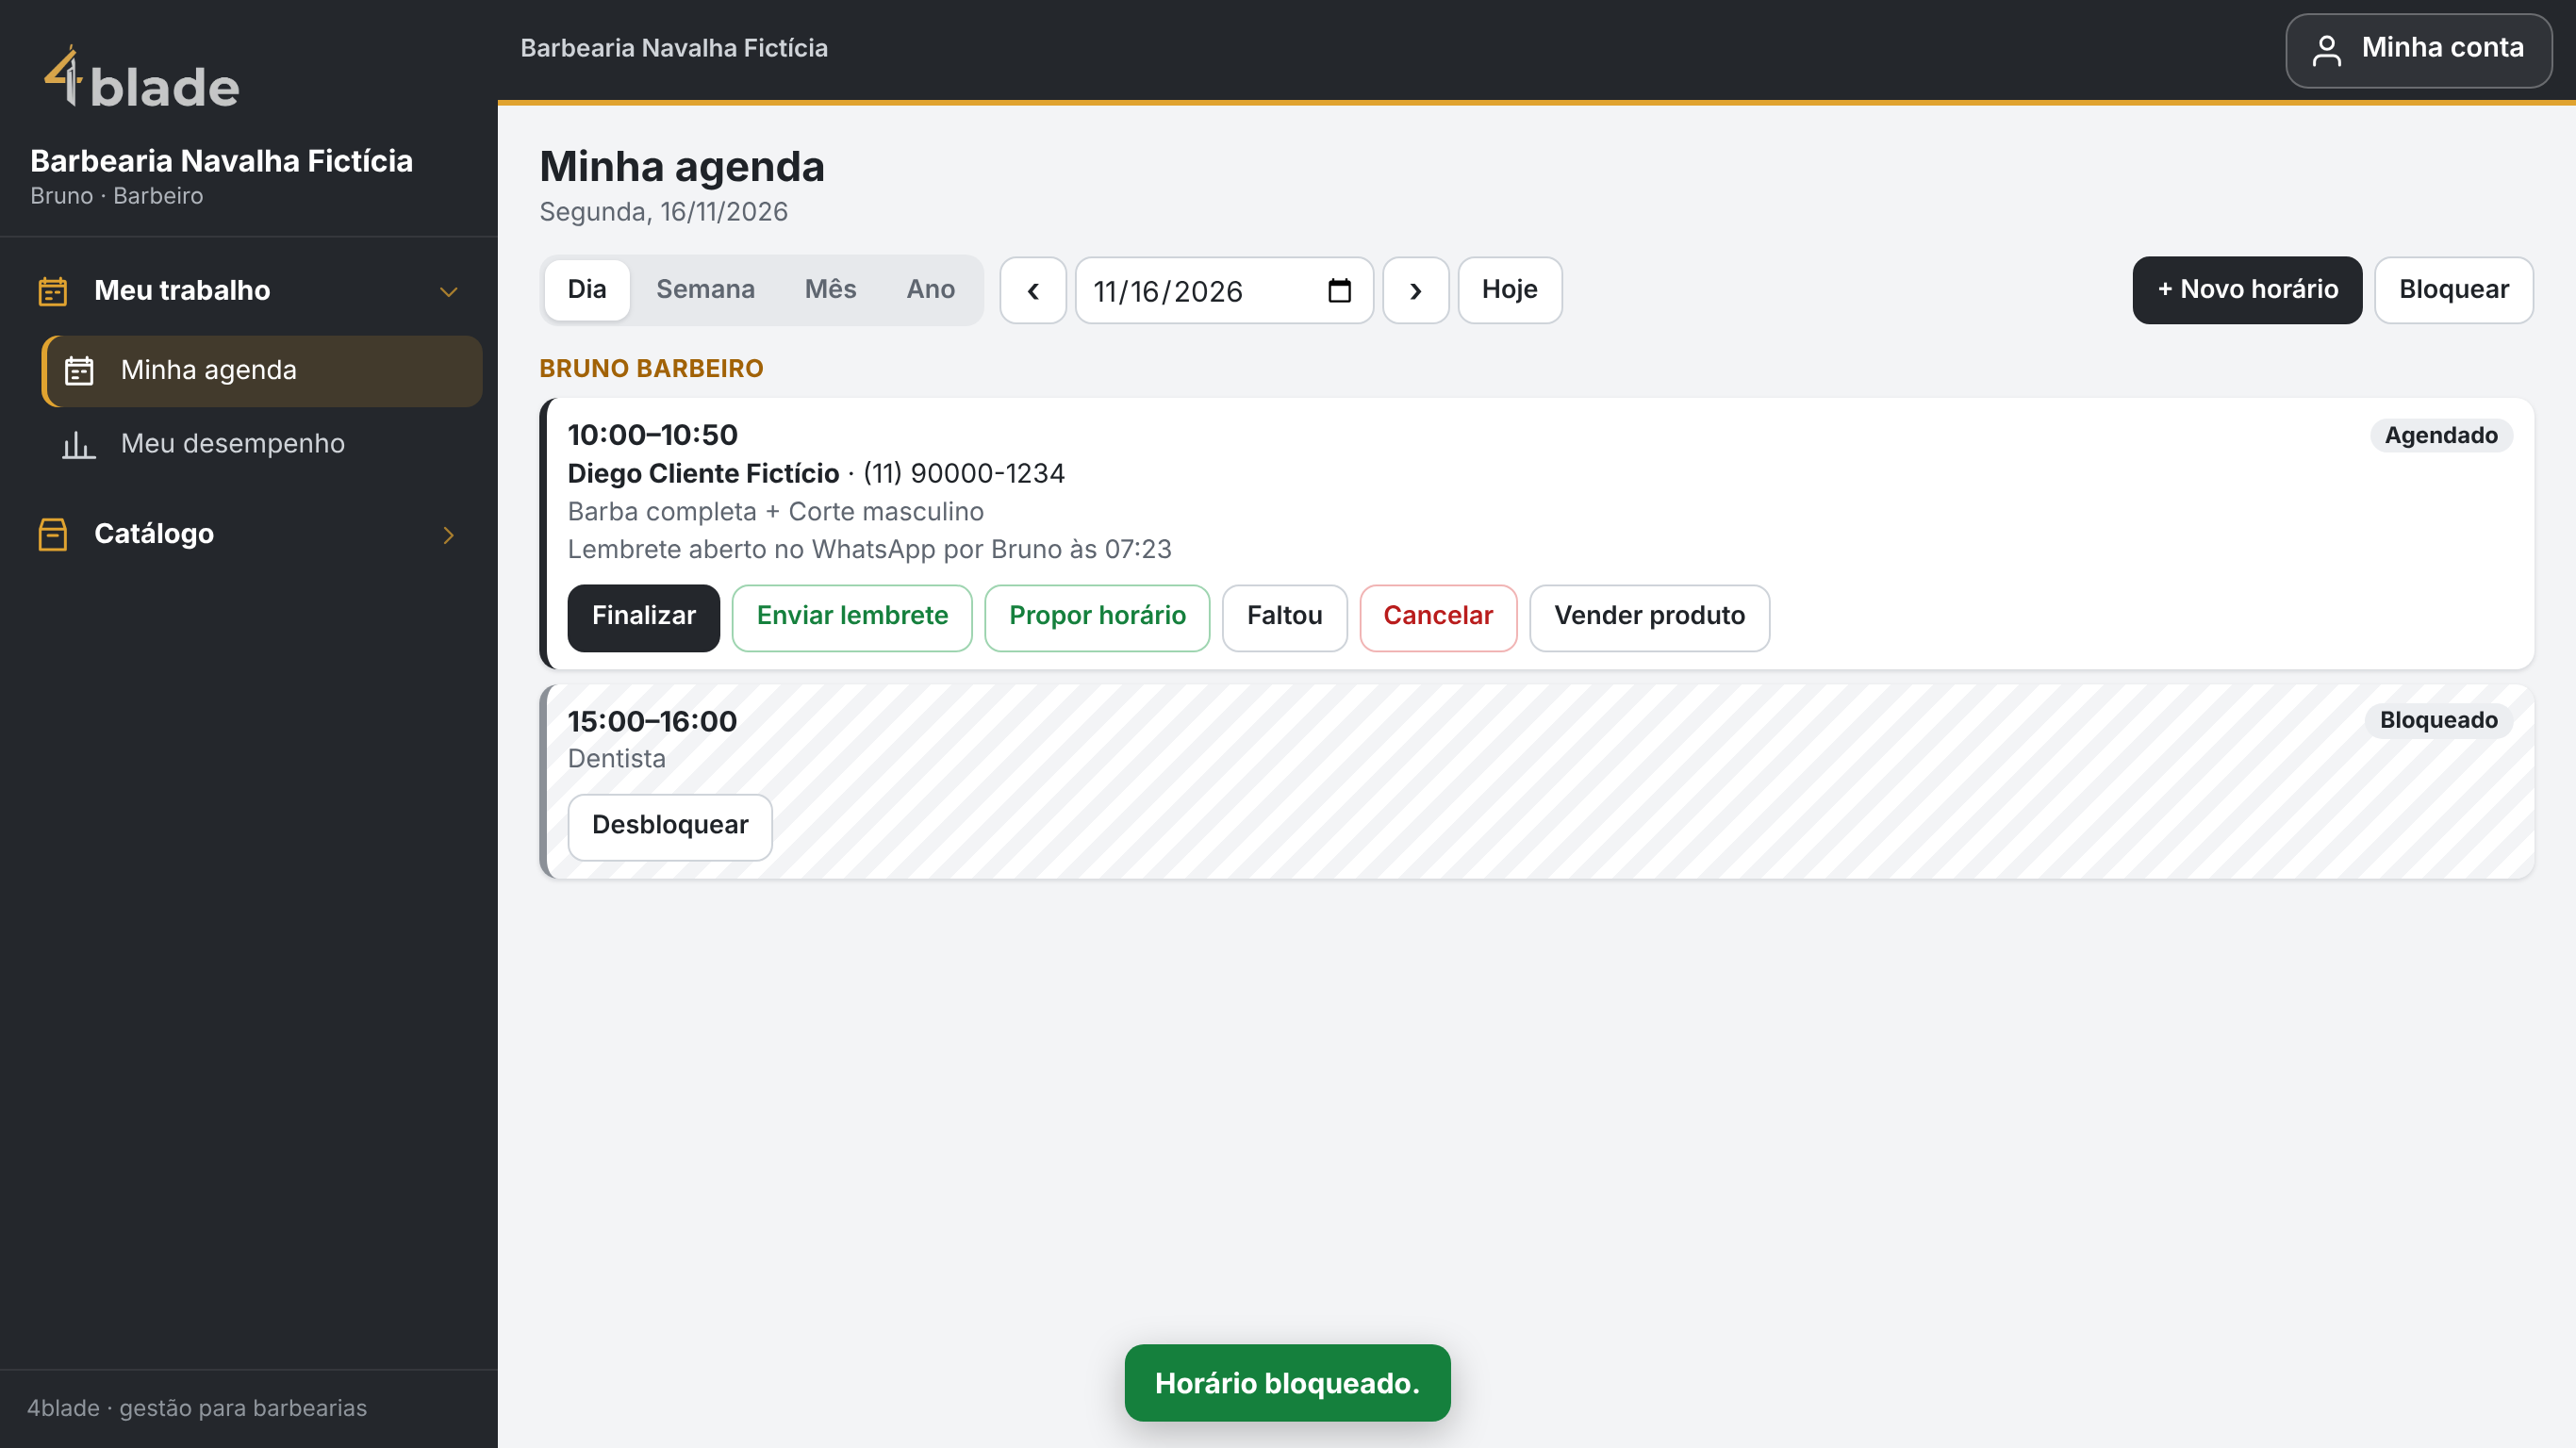 4blade
Barbearia Navalha Fictícia
Bruno · Barbeiro
Meu trabalho
Minha agenda
Meu desempenho
Catálogo
4blade · gestão para barbearias
Barbearia Navalha Fictícia
Minha conta
Minha agenda
Segunda, 16/11/2026
Dia Semana Mês Ano ‹ 11/16/2026 › Hoje + Novo horário Bloquear
BRUNO BARBEIRO
10:00–10:50 Agendado
Diego Cliente Fictício · (11) 90000-1234
Barba completa + Corte masculino
Lembrete aberto no WhatsApp por Bruno às 07:23
Finalizar Enviar lembrete Propor horário Faltou Cancelar Vender produto
15:00–16:00 Bloqueado
Dentista
Desbloquear
Horário bloqueado.